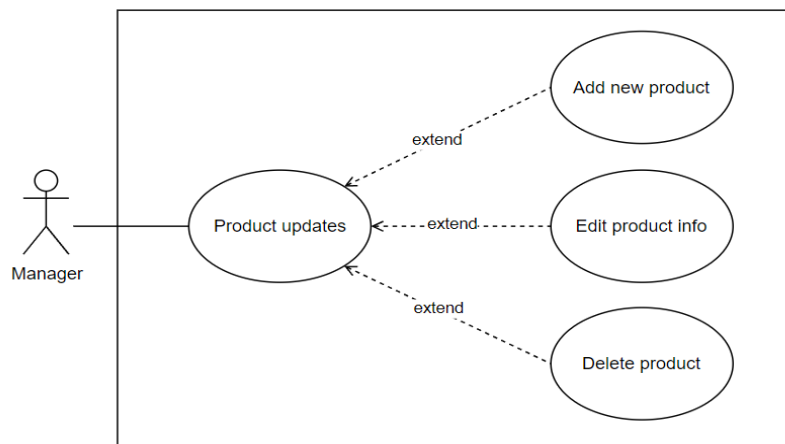 Add new product
extend
Product updates
extend
Edit product info
Manager
extend
Delete product